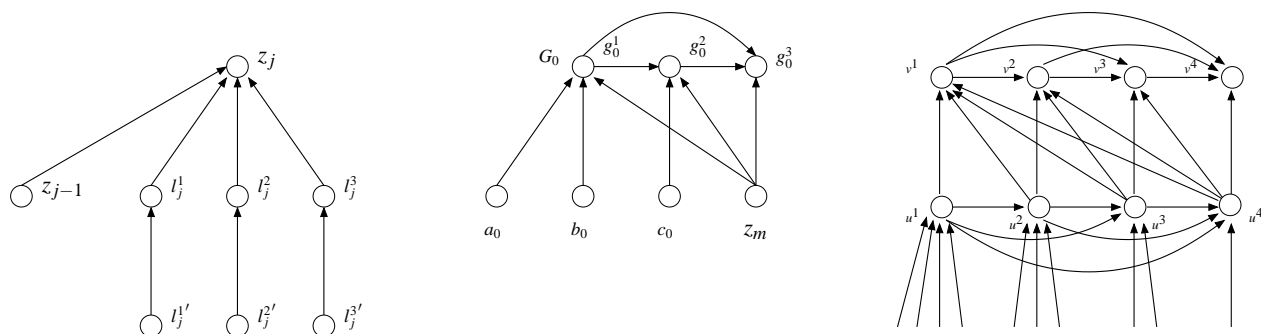 z_j
z_{j−1} l_j^1 l_j^2 l_j^3
l_j^{1′} l_j^{2′} l_j^{3′}
G_0 g_0^1 g_0^2 g_0^3
a_0 b_0 c_0 z_m
v^1 v^2 v^3 v^4
u^1 u^2 u^3 u^4